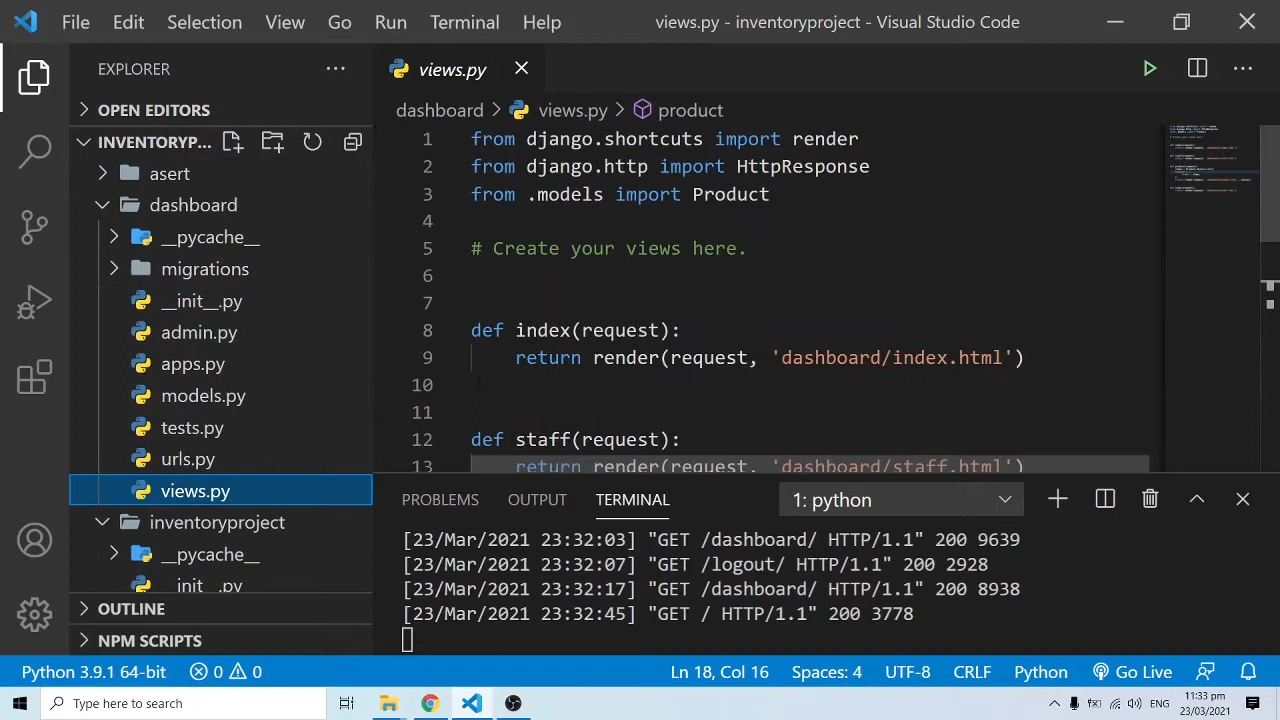 File Edit Selection View Go Run Terminal Help views.py - inventoryproject - Visual Studio Code
EXPLORER
OPEN EDITORS
INVENTORYP...
asert
dashboard
__pycache__
migrations
__init__.py
admin.py
apps.py
models.py
tests.py
urls.py
views.py
inventoryproject
__pycache__
__init__.py
OUTLINE
NPM SCRIPTS
views.py
dashboard > views.py > product
1 from django.shortcuts import render
2 from django.http import HttpResponse
3 from .models import Product
4
5 # Create your views here.
6
7
8 def index(request):
9 return render(request, 'dashboard/index.html')
10
11
12 def staff(request):
13 return render(request, 'dashboard/staff.html')
PROBLEMS OUTPUT TERMINAL 1: python
[23/Mar/2021 23:32:03] "GET /dashboard/ HTTP/1.1" 200 9639
[23/Mar/2021 23:32:07] "GET /logout/ HTTP/1.1" 200 2928
[23/Mar/2021 23:32:17] "GET /dashboard/ HTTP/1.1" 200 8938
[23/Mar/2021 23:32:45] "GET / HTTP/1.1" 200 3778
Python 3.9.1 64-bit 0 0 Ln 18, Col 16 Spaces: 4 UTF-8 CRLF Python Go Live
Type here to search ENG 11:33 pm
23/03/2021